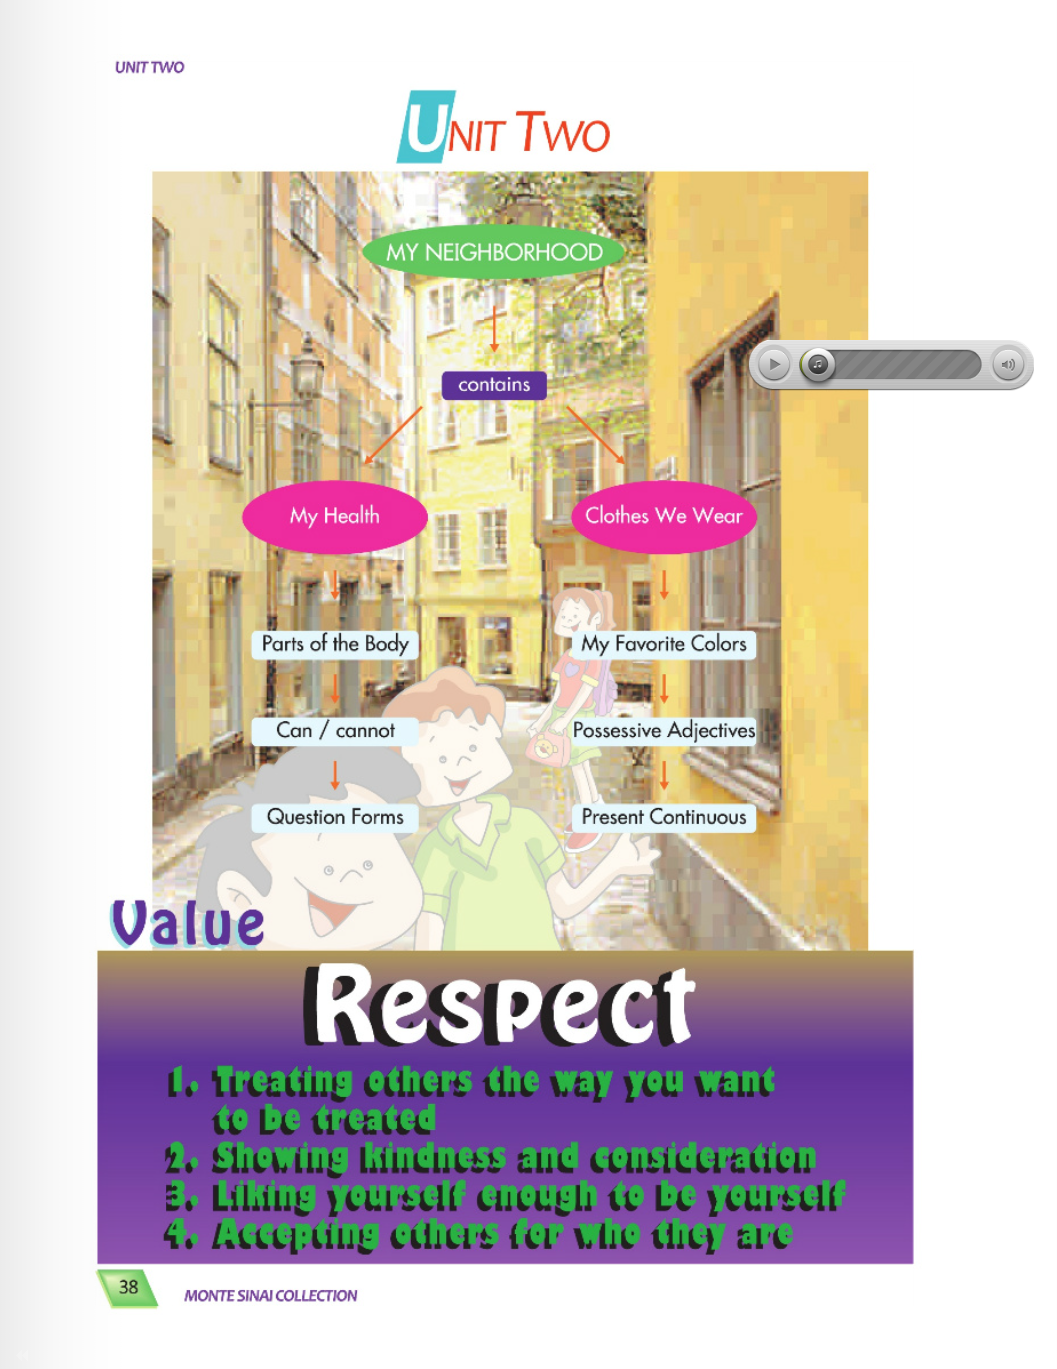 UNIT TWO
UNIT TWO
MY NEIGHBORHOOD
contains
My Health
Clothes We Wear
Parts of the Body
My Favorite Colors
Can / cannot
Possessive Adjectives
Question Forms
Present Continuous
Value
Respect
1. Treating others the way you want
to be treated
2. Showing kindness and consideration
3. Liking yourself enough to be yourself
4. Accepting others for who they are
38
MONTE SINAI COLLECTION